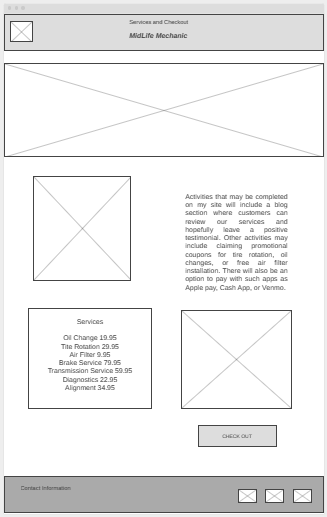 Services and Checkout
MidLife Mechanic
Activities that may be completed
on my site will include a blog
section where customers can
review our services and
hopefully leave a positive
testimonial. Other activities may
include claiming promotional
coupons for tire rotation, oil
changes, or free air filter
installation. There will also be an
option to pay with such apps as
Apple pay, Cash App, or Venmo.
Services
Oil Change 19.95
Tite Rotation 29.95
Air Filter 9.95
Brake Service 79.95
Transmission Service 59.95
Diagnostics 22.95
Alignment 34.95
CHECK OUT
Contact Information